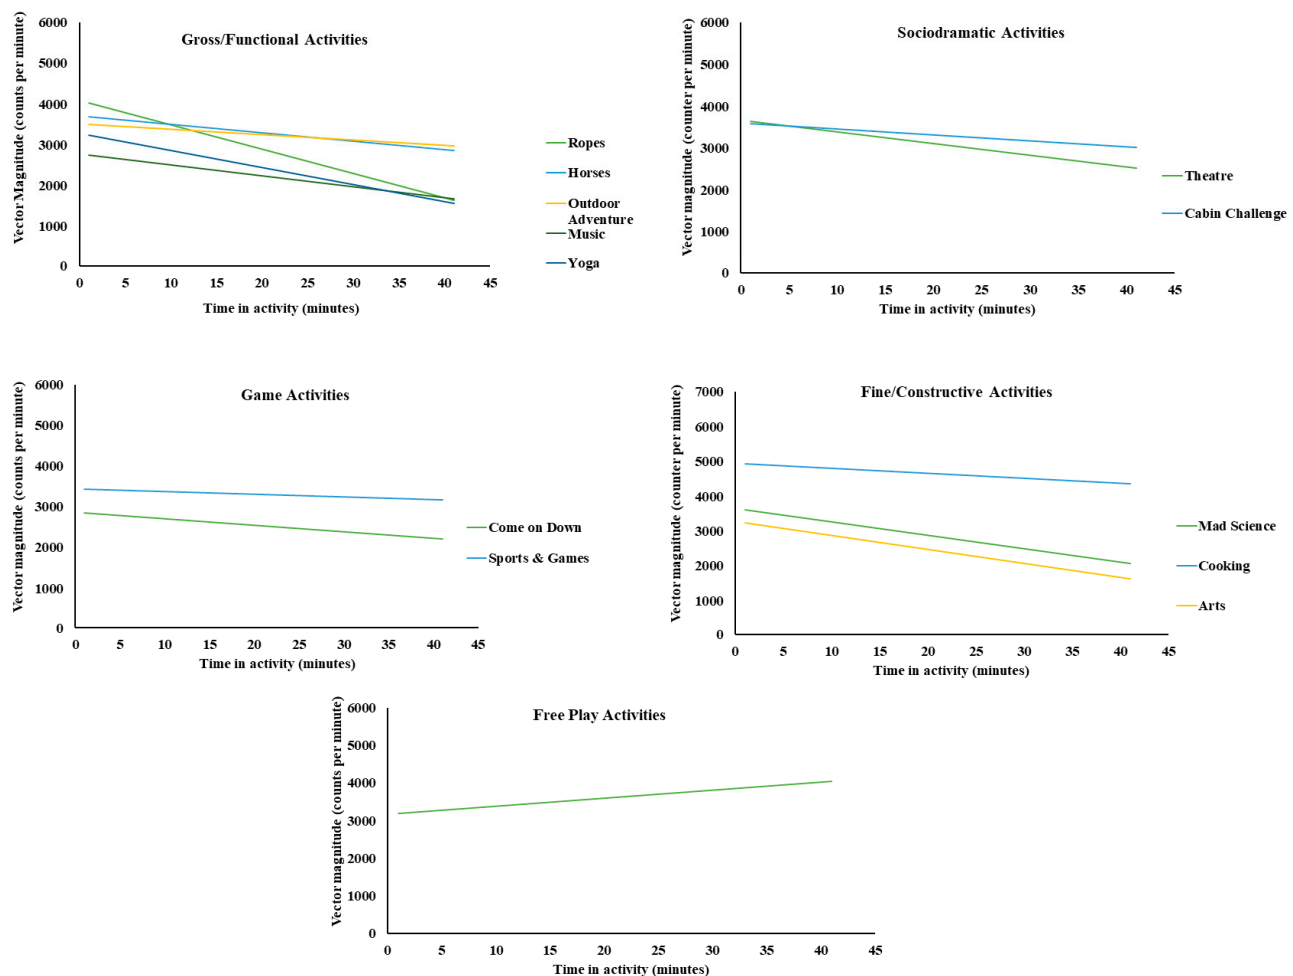 Gross/Functional Activities
Vector Magnitude (counts per minute)
6000
5000
4000
3000
2000
1000
0
0 5 10 15 20 25 30 35 40 45
Time in activity (minutes)
Ropes
Horses
Outdoor
Adventure
Music
Yoga
Sociodramatic Activities
Vector magnitude (counter per minute)
6000
5000
4000
3000
2000
1000
0
0 5 10 15 20 25 30 35 40 45
Time in activity (minutes)
Theatre
Cabin Challenge
Game Activities
Vector magnitude (counts per minute)
6000
5000
4000
3000
2000
1000
0
0 5 10 15 20 25 30 35 40 45
Time in activity (minutes)
Come on Down
Sports & Games
Fine/Constructive Activities
Vector magnitude (counter per minute)
7000
6000
5000
4000
3000
2000
1000
0
0 5 10 15 20 25 30 35 40 45
Time in activity (minutes)
Mad Science
Cooking
Arts
Free Play Activities
Vector magnitude (counts per minute)
6000
5000
4000
3000
2000
1000
0
0 5 10 15 20 25 30 35 40 45
Time in activity (minutes)